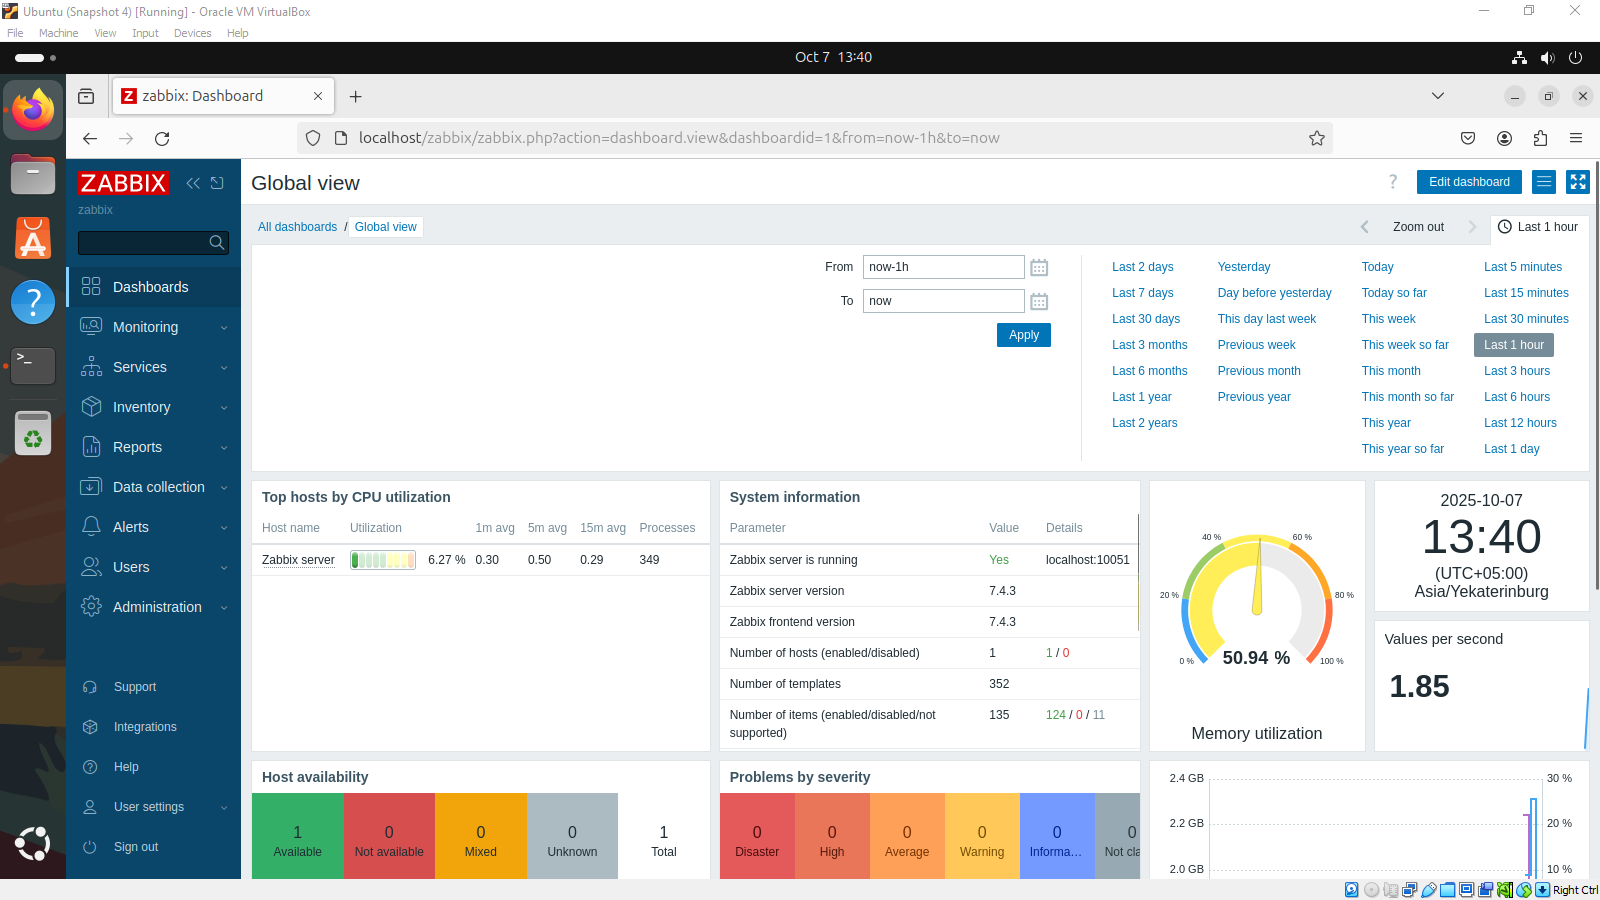 Ubuntu (Snapshot 4) [Running] - Oracle VM VirtualBox
File Machine View Input Devices Help
Oct 7 13:40
Z zabbix: Dashboard
localhost/zabbix/zabbix.php?action=dashboard.view&dashboardid=1&from=now-1h&to=now
ZABBIX
zabbix
Dashboards
Monitoring
Services
Inventory
Reports
Data collection
Alerts
Users
Administration
Support
Integrations
Help
User settings
Sign out
Global view
? Edit dashboard
All dashboards / Global view
Zoom out
Last 1 hour
From now-1h
To now
Apply
Last 2 days Yesterday Today Last 5 minutes
Last 7 days Day before yesterday Today so far Last 15 minutes
Last 30 days This day last week This week Last 30 minutes
Last 3 months Previous week This week so far Last 1 hour
Last 6 months Previous month This month Last 3 hours
Last 1 year Previous year This month so far Last 6 hours
Last 2 years This year Last 12 hours
This year so far Last 1 day
Top hosts by CPU utilization
Host name Utilization 1m avg 5m avg 15m avg Processes
Zabbix server 6.27 % 0.30 0.50 0.29 349
System information
Parameter Value Details
Zabbix server is running Yes localhost:10051
Zabbix server version 7.4.3
Zabbix frontend version 7.4.3
Number of hosts (enabled/disabled) 1 1 / 0
Number of templates 352
Number of items (enabled/disabled/not 135 124 / 0 / 11
supported)
40 % 60 %
20 % 80 %
0 % 50.94 % 100 %
Memory utilization
2025-10-07
13:40
(UTC+05:00)
Asia/Yekaterinburg
Values per second
1.85
Host availability
1 0 0 0 1
Available Not available Mixed Unknown Total
Problems by severity
0 0 0 0 0 0
Disaster High Average Warning Informa... Not cla
2.4 GB 30 %
2.2 GB 20 %
2.0 GB 10 %
Right Ctrl